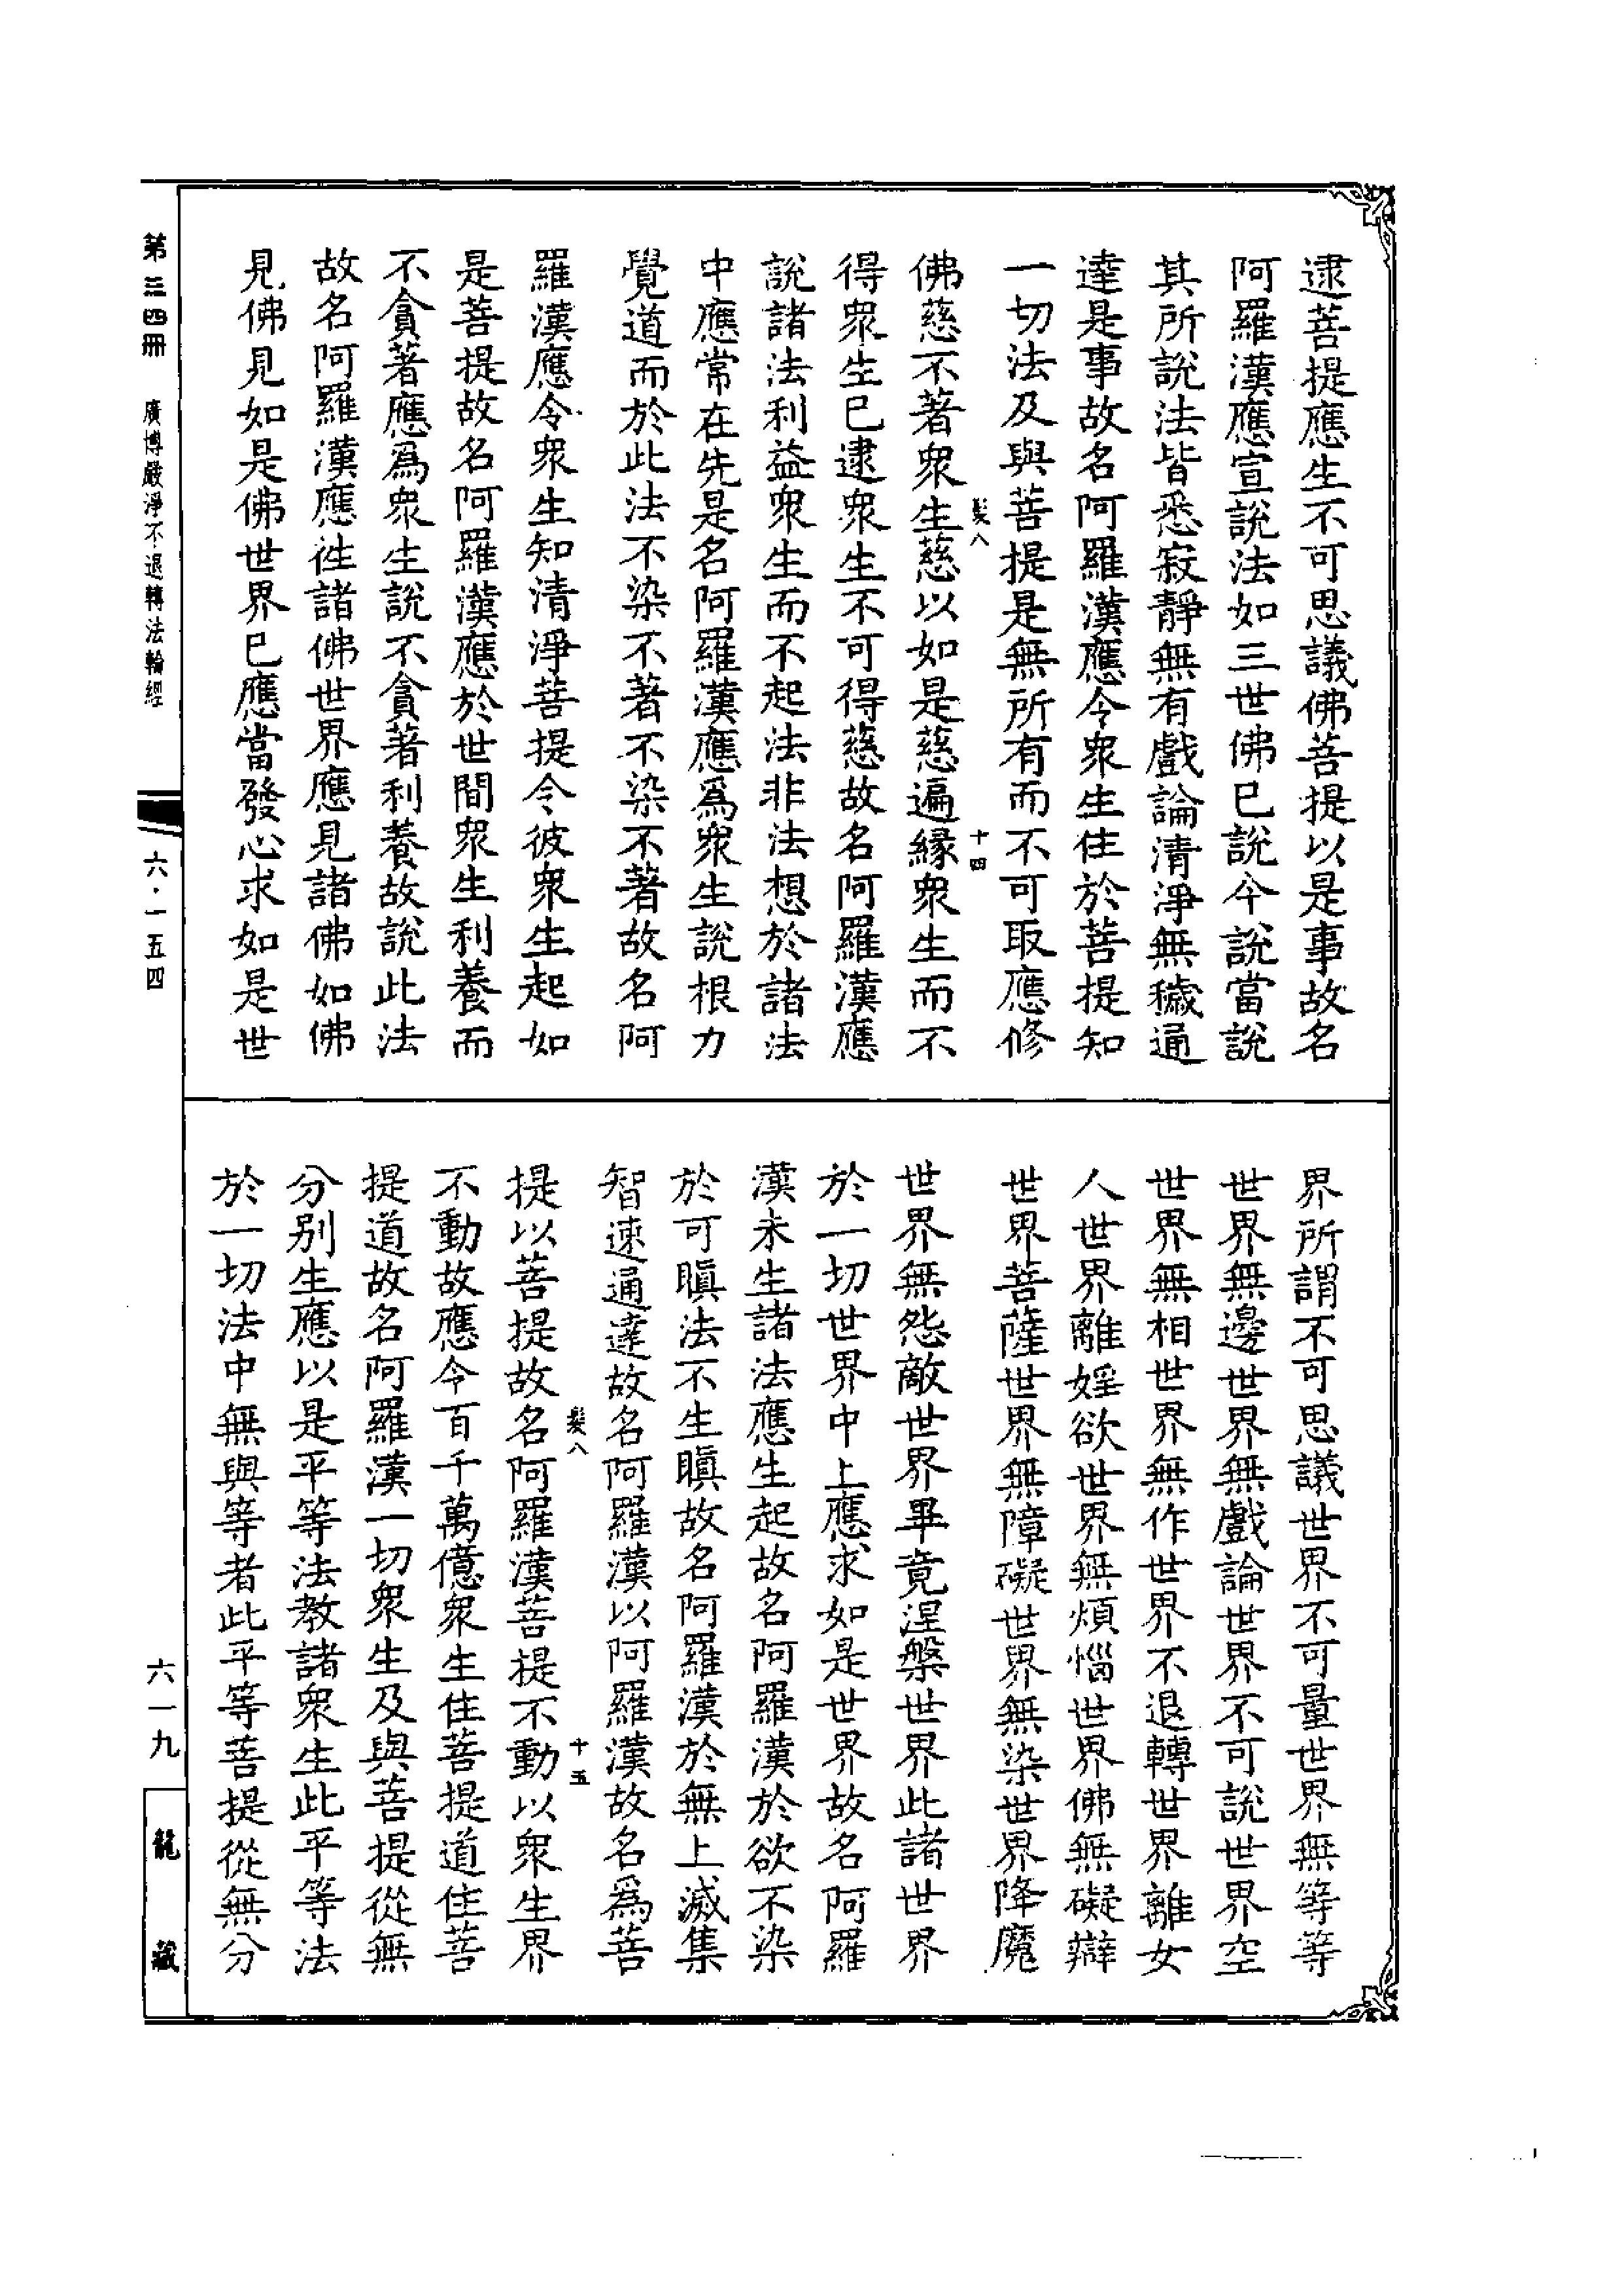 逮菩提應生不可思議佛菩提以是事故名
阿羅漢應宣說法如三世佛已說今說當說
其所說法皆悉寂靜無有戲論清淨無穢通
達是事故名阿羅漢應令衆生住於菩提知
一切法及與菩提是無所有而不可取應修
髮八
十四
佛慈不著衆生慈以如是慈遍緣衆生而不
得衆生已逮衆生不可得慈故名阿羅漢應
說諸法利益衆生而不起法非法想於諸法
中應常在先是名阿羅漢應爲衆生說根力
覺道而於此法不染不著不染不著故名阿
羅漢應令衆生知清淨菩提令彼衆生起如
是菩提故名阿羅漢應於世間衆生利養而
不貪著應爲衆生說不貪著利養故說此法
故名阿羅漢應徃諸佛世界應見諸佛如佛
見佛見如是佛世界已應當發心求如是世
界所謂不可思議世界不可量世界無等等
世界無邊世界無戲論世界不可說世界空
世界無相世界無作世界不退轉世界離女
人世界離婬欲世界無煩惱世界佛無礙辯
世界菩薩世界無障礙世界無染世界降魔
世界無怨敵世界畢竟涅槃世界此諸世界
於一切世界中上應求如是世界故名阿羅
漢未生諸法應生起故名阿羅漢於欲不染
於可瞋法不生瞋故名阿羅漢於無上滅集
智速通達故名阿羅漢以阿羅漢故名爲菩
髮八
十五
提以菩提故名阿羅漢菩提不動以衆生界
不動故應令百千萬億衆生住菩提道住菩
提道故名阿羅漢一切衆生及與菩提從無
分別生應以是平等法教諸衆生此平等法
於一切法中無與等者此平等菩提從無分
第三四冊　廣博嚴淨不退轉法輪經
六·一五四
六一九
龍藏